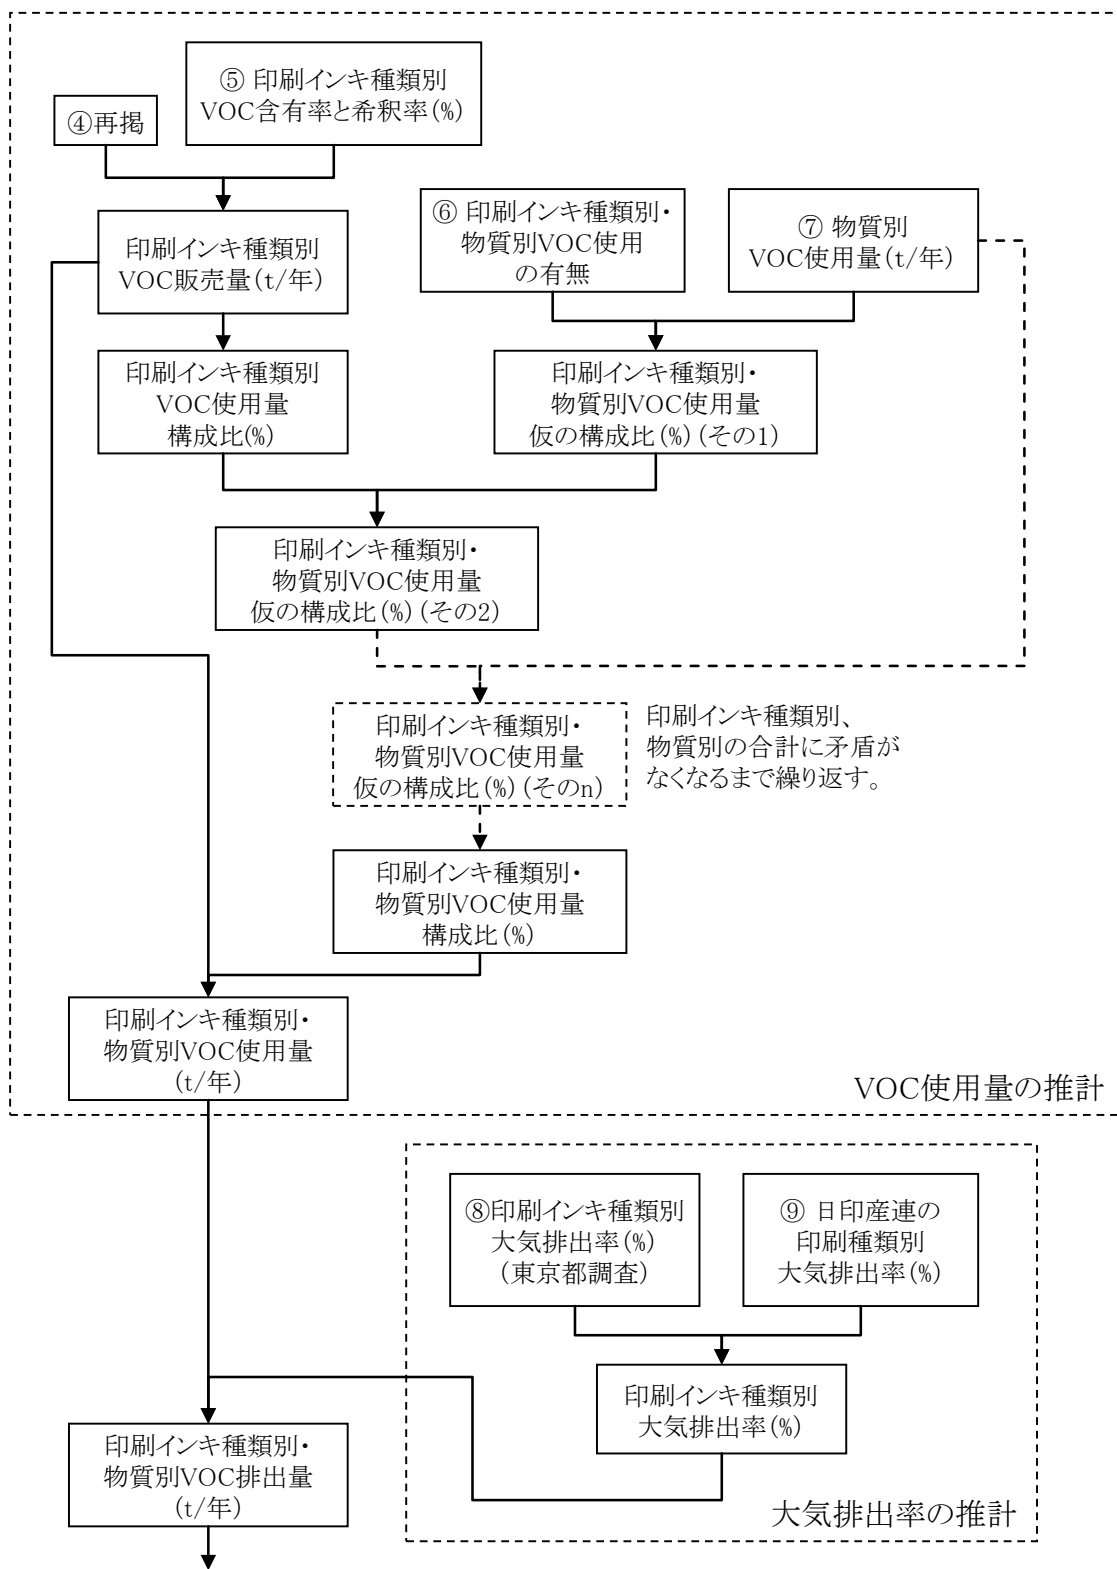 ⑤ 印刷インキ種類別
VOC含有率と希釈率(%)
④再掲
印刷インキ種類別
VOC販売量(t/年)
⑥ 印刷インキ種類別・
物質別VOC使用
の有無
⑦ 物質別
VOC使用量(t/年)
印刷インキ種類別
VOC使用量
構成比(%)
印刷インキ種類別・
物質別VOC使用量
仮の構成比(%)(その1)
印刷インキ種類別・
物質別VOC使用量
仮の構成比(%)(その2)
印刷インキ種類別・
物質別VOC使用量
仮の構成比(%)(そのn)
印刷インキ種類別、
物質別の合計に矛盾が
なくなるまで繰り返す。
印刷インキ種類別・
物質別VOC使用量
構成比(%)
印刷インキ種類別・
物質別VOC使用量
(t/年)
VOC使用量の推計
⑧印刷インキ種類別
大気排出率(%)
(東京都調査)
⑨ 日印産連の
印刷種類別
大気排出率(%)
印刷インキ種類別
大気排出率(%)
印刷インキ種類別・
物質別VOC排出量
(t/年)
大気排出率の推計